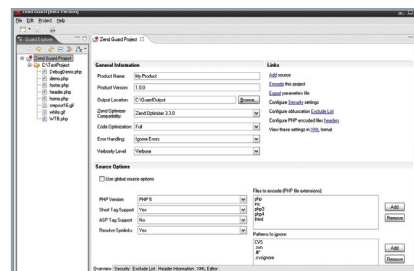 Zend Guard [Beta Version]
File Edit Project Help
Guard Explorer
Zend Guard Project
Zend Guard Project
C:\TestProject
DebugDemo.php
demo.php
footer.php
header.php
home.php
logout6.gif
white.gif
WTB.php
General Information
Product Name: My Product
Product Version: 1.0.0
Output Location: C:\GuardOutput Browse...
Zend Optimizer Compatibility: Zend Optimizer 3.3.0
Code Optimization: Full
Error Handling: Ignore Errors
Verbosity Level Verbose
Links
Add source
Encode this project
Export parameters file
Configure Security settings
Configure obfuscation Exclude List
Configure PHP encoded files headers
View these settings in XML format
Source Options
Use global source options
PHP Version: PHP 5
Short Tag Support Yes
ASP Tag Support No
Resolve Symlinks Yes
Files to encode (PHP file extensions)
php
inc
php3
php4
html
Add
Remove
Patterns to ignore
CVS
.svn
.#*
.cvsignore
Add
Remove
Overview Security Exclude List Header Information XML Editor